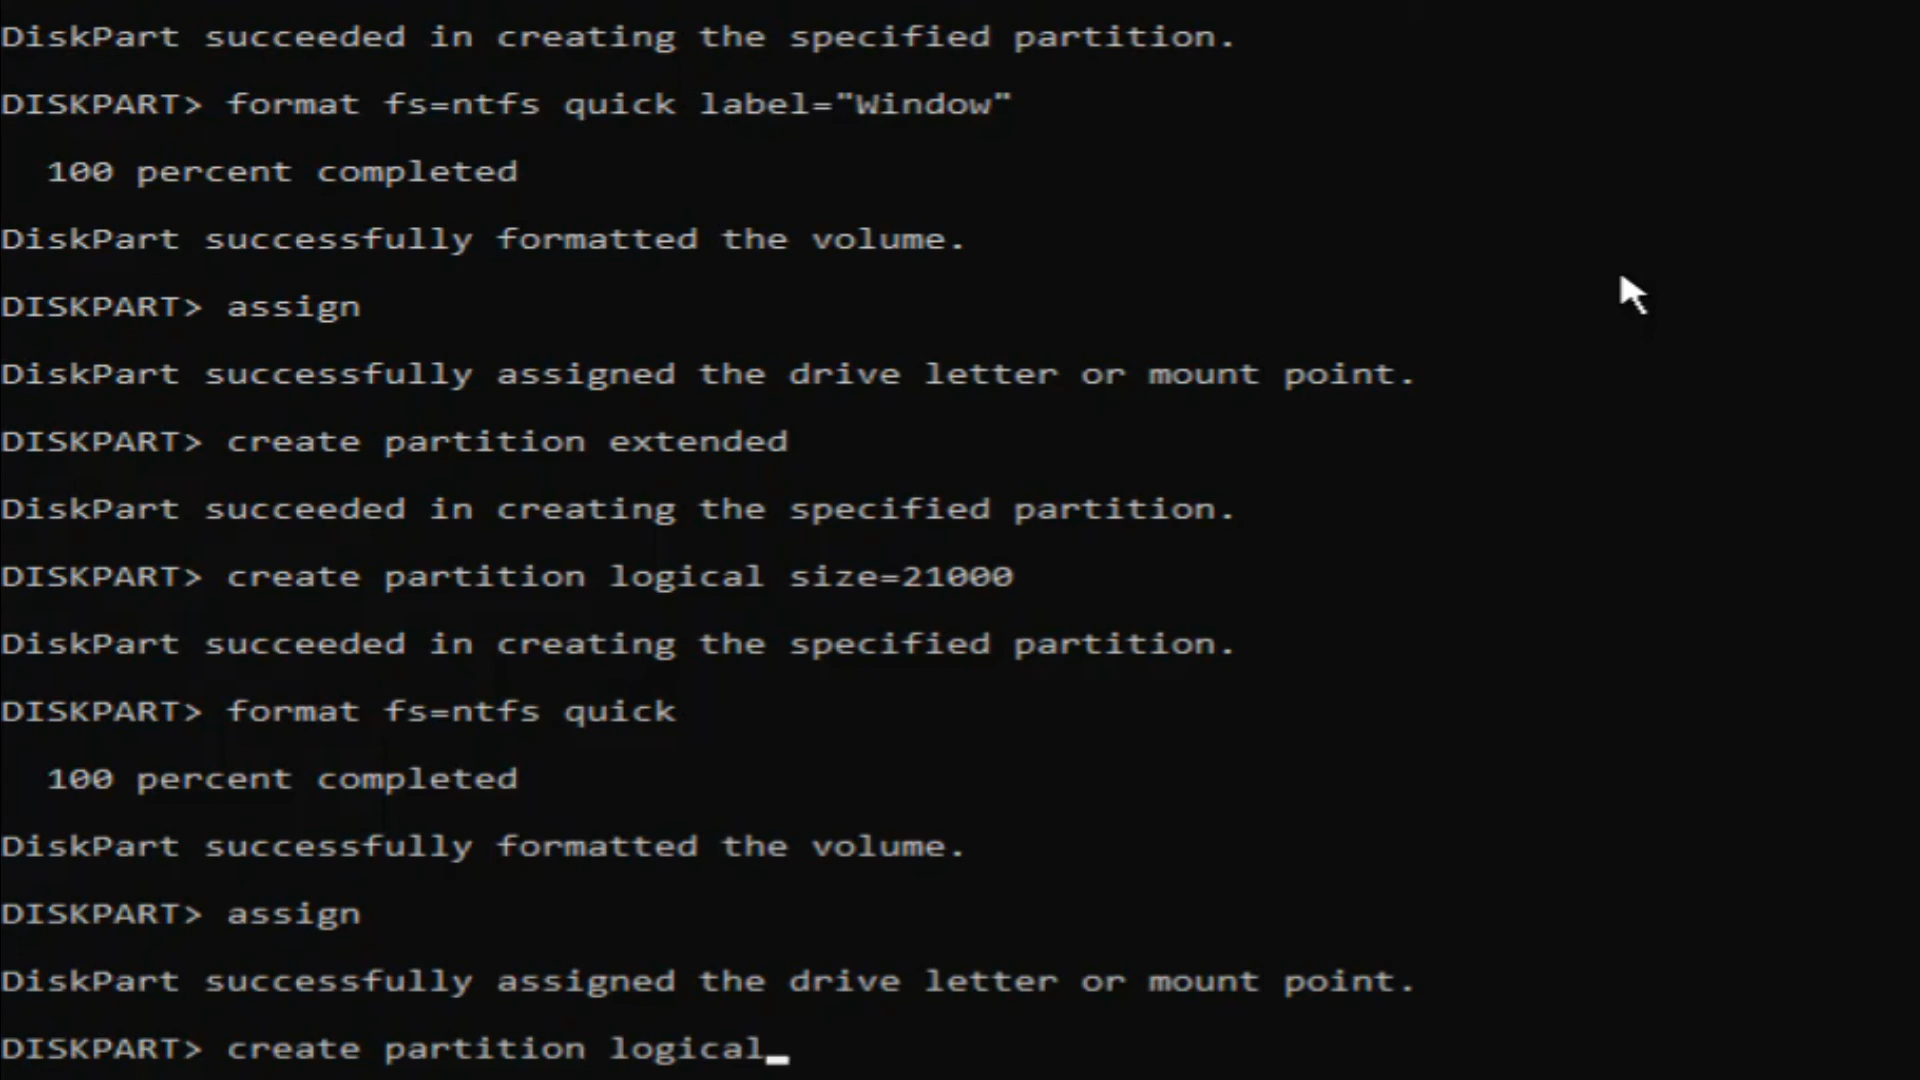 DiskPart succeeded in creating the specified partition.
DISKPART> format fs=ntfs quick label="Window"
100 percent completed
DiskPart successfully formatted the volume.
DISKPART> assign
DiskPart successfully assigned the drive letter or mount point.
DISKPART> create partition extended
DiskPart succeeded in creating the specified partition.
DISKPART> create partition logical size=21000
DiskPart succeeded in creating the specified partition.
DISKPART> format fs=ntfs quick
100 percent completed
DiskPart successfully formatted the volume.
DISKPART> assign
DiskPart successfully assigned the drive letter or mount point.
DISKPART> create partition logical